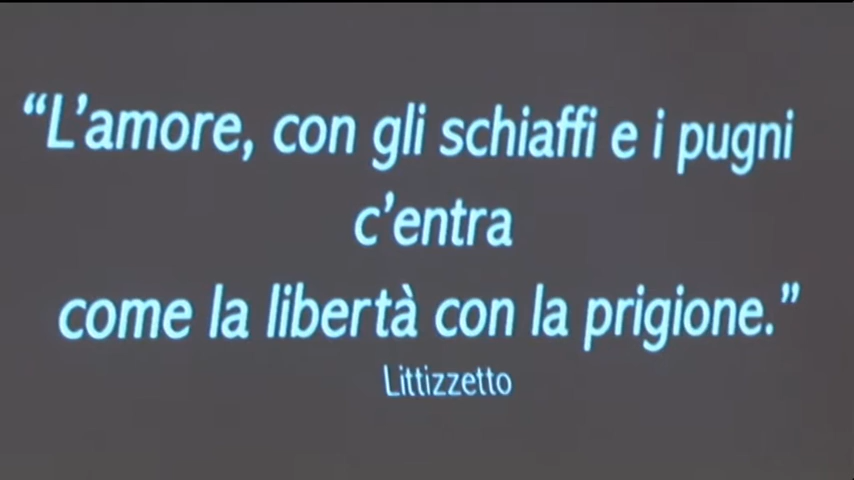 “L’amore, con gli schiaffi e i pugni
c’entra
come la libertà con la prigione.”
Littizzetto